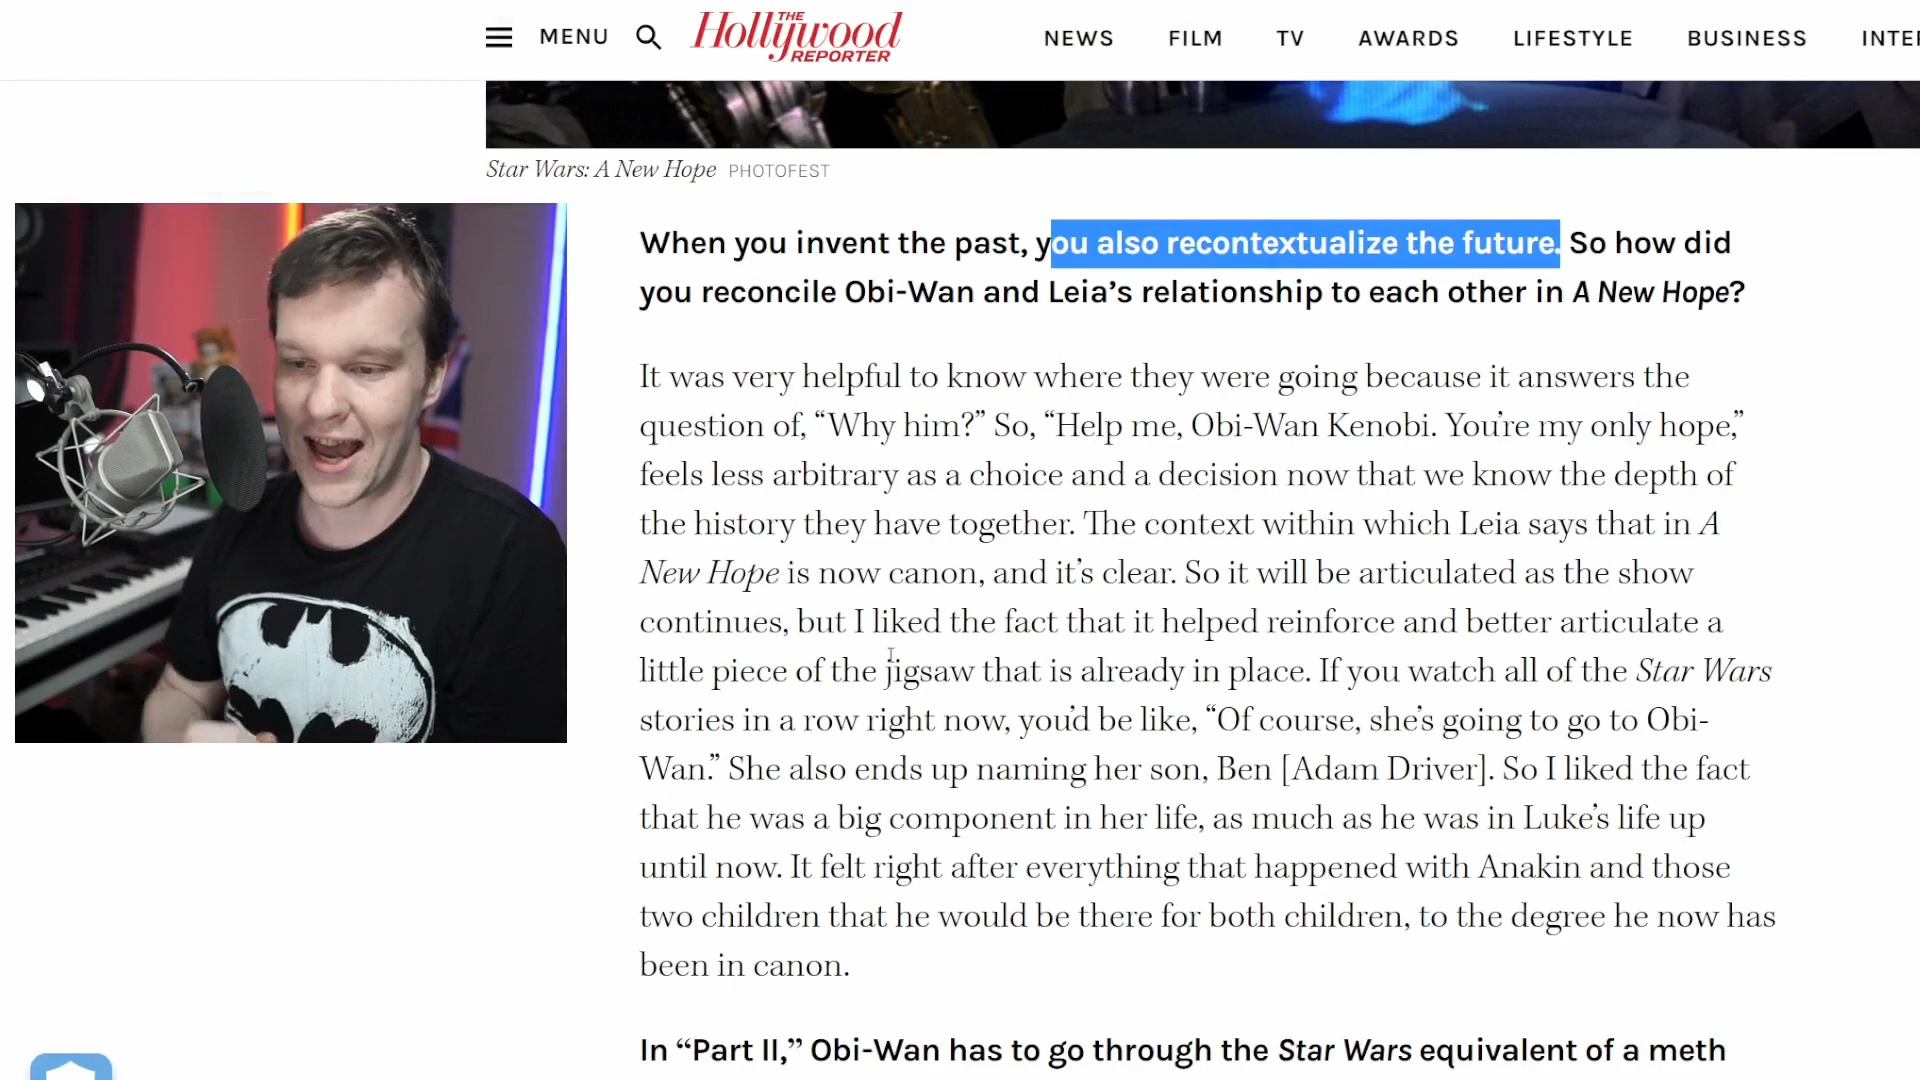 MENU
THE
Hollywood
REPORTER
NEWS FILM TV AWARDS LIFESTYLE BUSINESS
Star Wars: A New Hope PHOTOFEST
When you invent the past, you also recontextualize the future. So how did
you reconcile Obi-Wan and Leia’s relationship to each other in A New Hope?
It was very helpful to know where they were going because it answers the
question of, “Why him?” So, “Help me, Obi-Wan Kenobi. You’re my only hope,”
feels less arbitrary as a choice and a decision now that we know the depth of
the history they have together. The context within which Leia says that in A
New Hope is now canon, and it’s clear. So it will be articulated as the show
continues, but I liked the fact that it helped reinforce and better articulate a
little piece of the jigsaw that is already in place. If you watch all of the Star Wars
stories in a row right now, you’d be like, “Of course, she’s going to go to Obi-
Wan.” She also ends up naming her son, Ben [Adam Driver]. So I liked the fact
that he was a big component in her life, as much as he was in Luke’s life up
until now. It felt right after everything that happened with Anakin and those
two children that he would be there for both children, to the degree he now has
been in canon.
In “Part II,” Obi-Wan has to go through the Star Wars equivalent of a meth